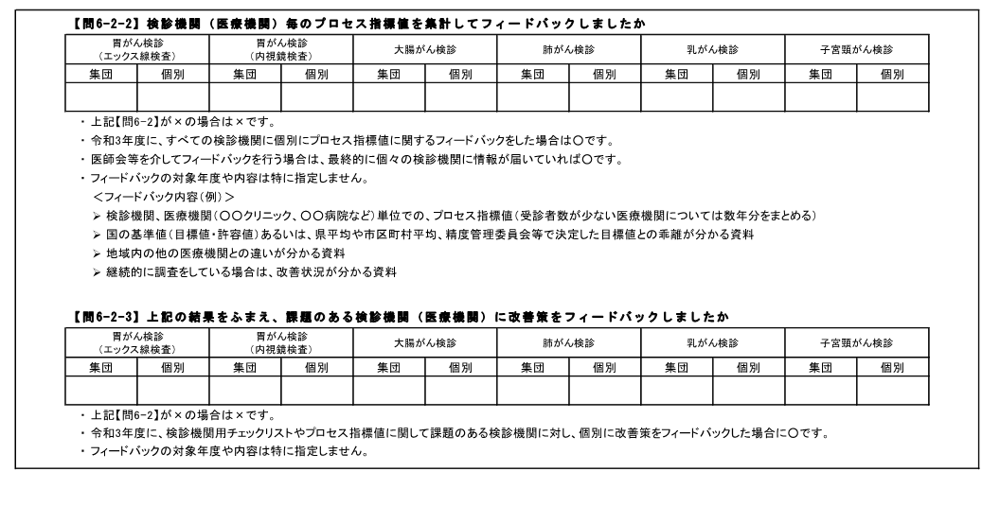 【問6-2-2】検診機関（医療機関）毎のプロセス指標値を集計してフィードバックしましたか
胃がん検診
（エックス線検査）
胃がん検診
（内視鏡検査）
大腸がん検診
肺がん検診
乳がん検診
子宮頸がん検診
集団 個別 集団 個別 集団 個別 集団 個別 集団 個別 集団 個別
・上記【問6-2】が×の場合は×です。
・令和3年度に、すべての検診機関に個別にプロセス指標値に関するフィードバックをした場合は〇です。
・医師会等を介してフィードバックを行う場合は、最終的に個々の検診機関に情報が届いていれば〇です。
・フィードバックの対象年度や内容は特に指定しません。
＜フィードバック内容（例）＞
➢ 検診機関、医療機関（〇〇クリニック、〇〇病院など）単位での、プロセス指標値（受診者数が少ない医療機関については数年分をまとめる）
➢ 国の基準値（目標値・許容値）あるいは、県平均や市区町村平均、精度管理委員会等で決定した目標値との乖離が分かる資料
➢ 地域内の他の医療機関との違いが分かる資料
➢ 継続的に調査をしている場合は、改善状況が分かる資料
【問6-2-3】上記の結果をふまえ、課題のある検診機関（医療機関）に改善策をフィードバックしましたか
胃がん検診
（エックス線検査）
胃がん検診
（内視鏡検査）
大腸がん検診
肺がん検診
乳がん検診
子宮頸がん検診
集団 個別 集団 個別 集団 個別 集団 個別 集団 個別 集団 個別
・上記【問6-2】が×の場合は×です。
・令和3年度に、検診機関用チェックリストやプロセス指標値に関して課題のある検診機関に対し、個別に改善策をフィードバックした場合に〇です。
・フィードバックの対象年度や内容は特に指定しません。